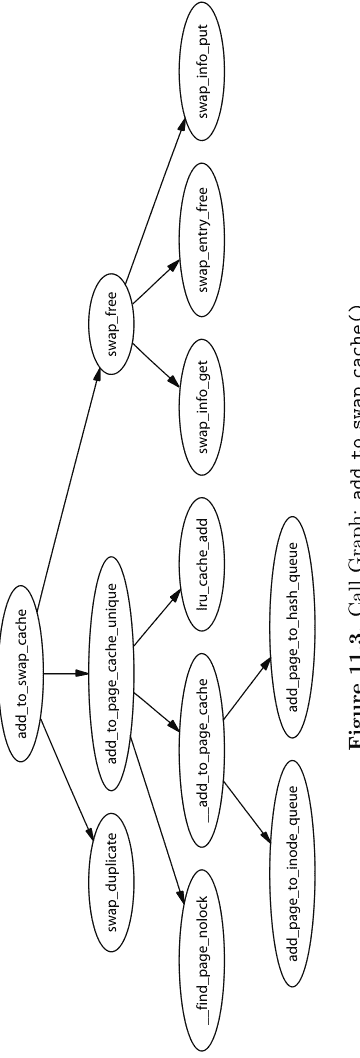 add_to_swap_cache
swap_duplicate
add_to_page_cache_unique
swap_free
__find_page_nolock
__add_to_page_cache
lru_cache_add
swap_info_get
swap_entry_free
swap_info_put
add_page_to_inode_queue
add_page_to_hash_queue
Figure 11.3. Call Graph: add_to_swap_cache()